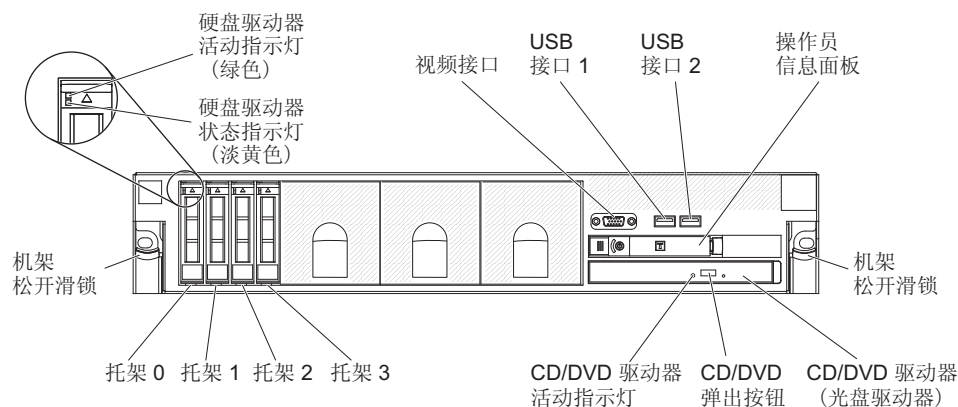 硬盘驱动器
活动指示灯
（绿色）
硬盘驱动器
状态指示灯
（淡黄色）
视频接口
USB
接口 1
USB
接口 2
操作员
信息面板
机架
松开滑锁
机架
松开滑锁
托架 0
托架 1
托架 2
托架 3
CD/DVD 驱动器
活动指示灯
CD/DVD
弹出按钮
CD/DVD 驱动器
（光盘驱动器）